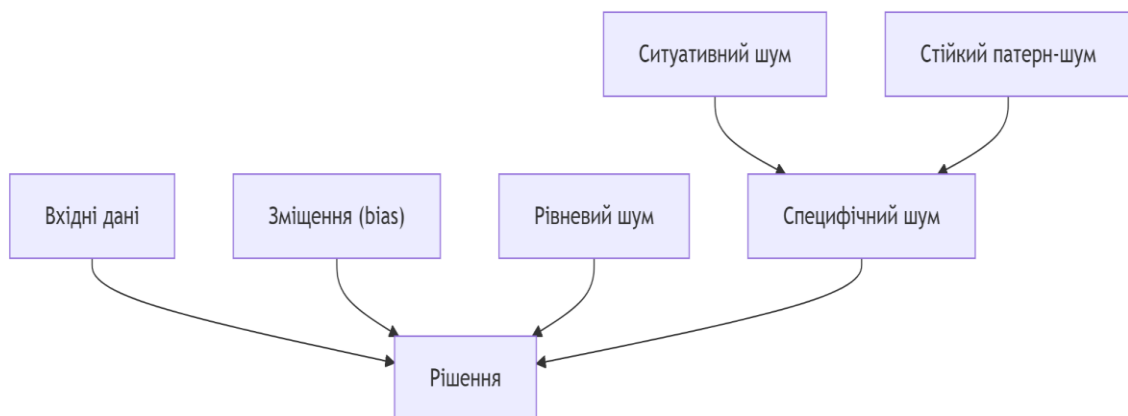 Ситуативний шум
Стійкий патерн-шум
Вхідні дані
Зміщення (bias)
Рівневий шум
Специфічний шум
Рішення